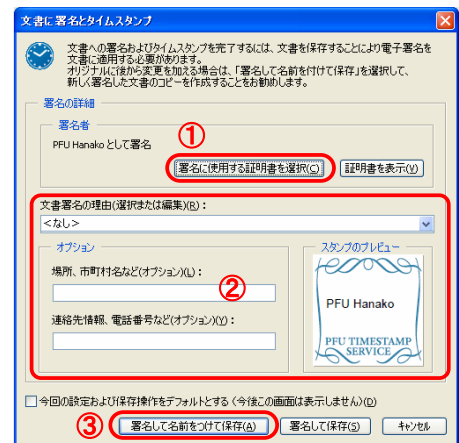 文書に署名とタイムスタンプ
文書への署名およびタイムスタンプを完了するには、文書を保存することにより電子署名を
文書に適用する必要があります。
オリジナルに後から変更を加える場合は、「署名して名前を付けて保存」を選択して、
新しく署名した文書のコピーを作成することをお勧めします。
署名の詳細
署名者
①
PFU Hanako として署名
署名に使用する証明書を選択(C)
証明書を表示(V)
文書署名の理由(選択または編集)(R)：
<なし>
オプション
スタンプのプレビュー
場所、市町村名など(オプション)(L)：
②
PFU Hanako
連絡先情報、電話番号など(オプション)(Y)：
PFU TIMESTAMP
SERVICE
今回の設定および保存操作をデフォルトとする(今後この画面は表示しません)(D)
③
署名して名前をつけて保存(A)
署名して保存(S)
キャンセル